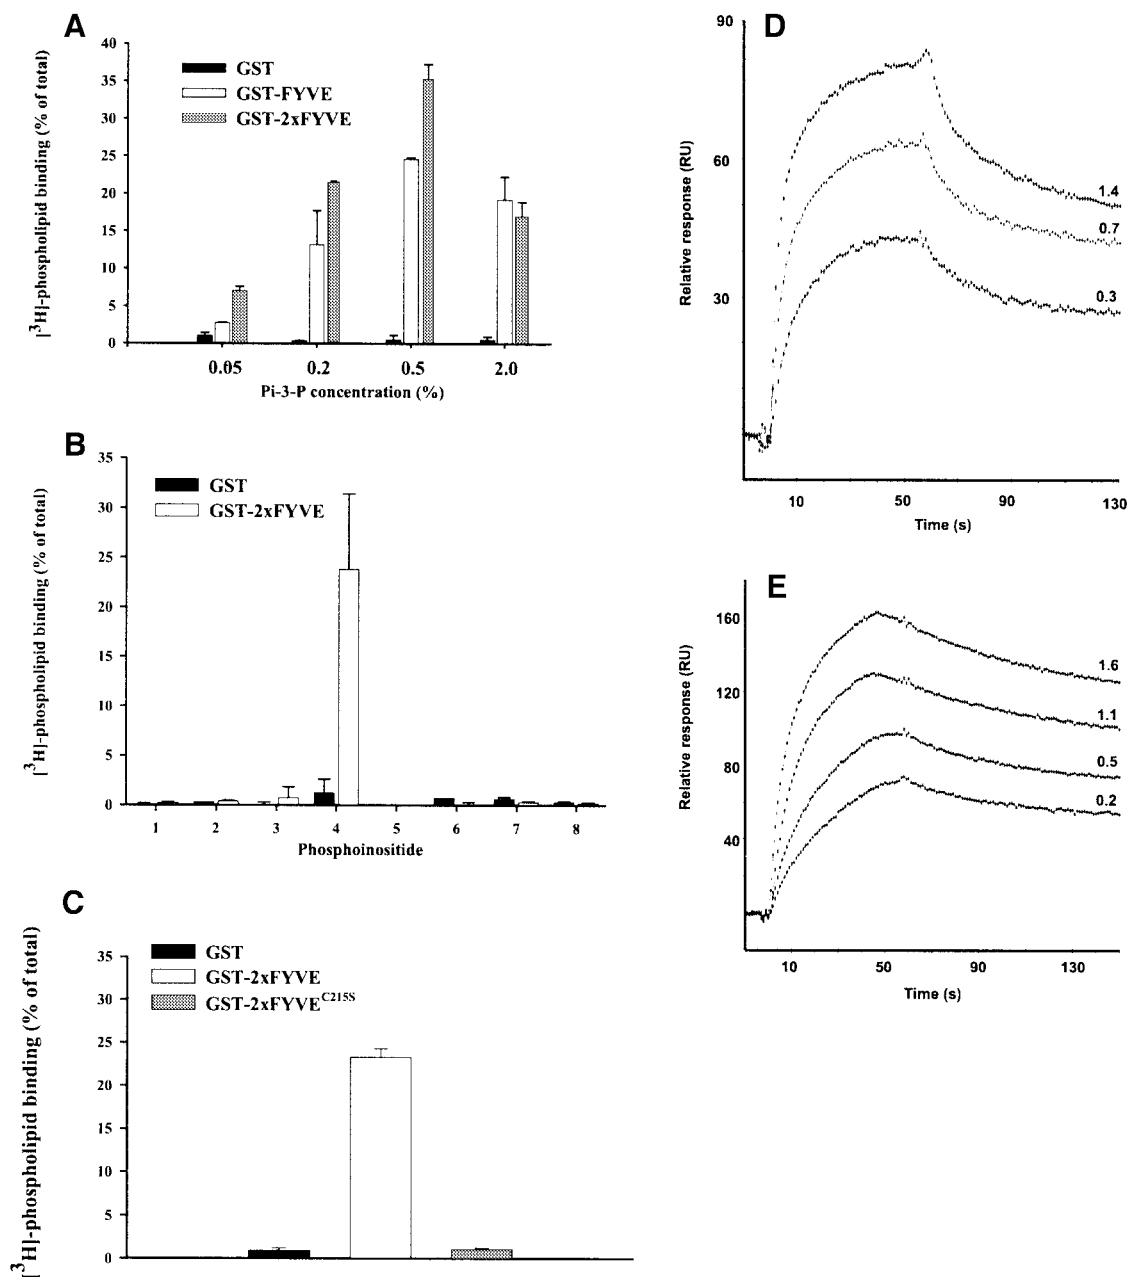 A
[3H]-phospholipid binding (% of total)
40
35
30
25
20
15
10
5
0
GST
GST-FYVE
GST-2xFYVE
0.05 0.2 0.5 2.0
Pi-3-P concentration (%)
B
[3H]-phospholipid binding (% of total)
35
30
25
20
15
10
5
0
GST
GST-2xFYVE
1 2 3 4 5 6 7 8
Phosphoinositide
C
[3H]-phospholipid binding (% of total)
35
30
25
20
15
10
5
0
GST
GST-2xFYVE
GST-2xFYVE^C215S
D
Relative response (RU)
90
60
30
1.4
0.7
0.3
10 50 90 130
Time (s)
E
Relative response (RU)
160
120
80
40
1.6
1.1
0.5
0.2
10 50 90 130
Time (s)